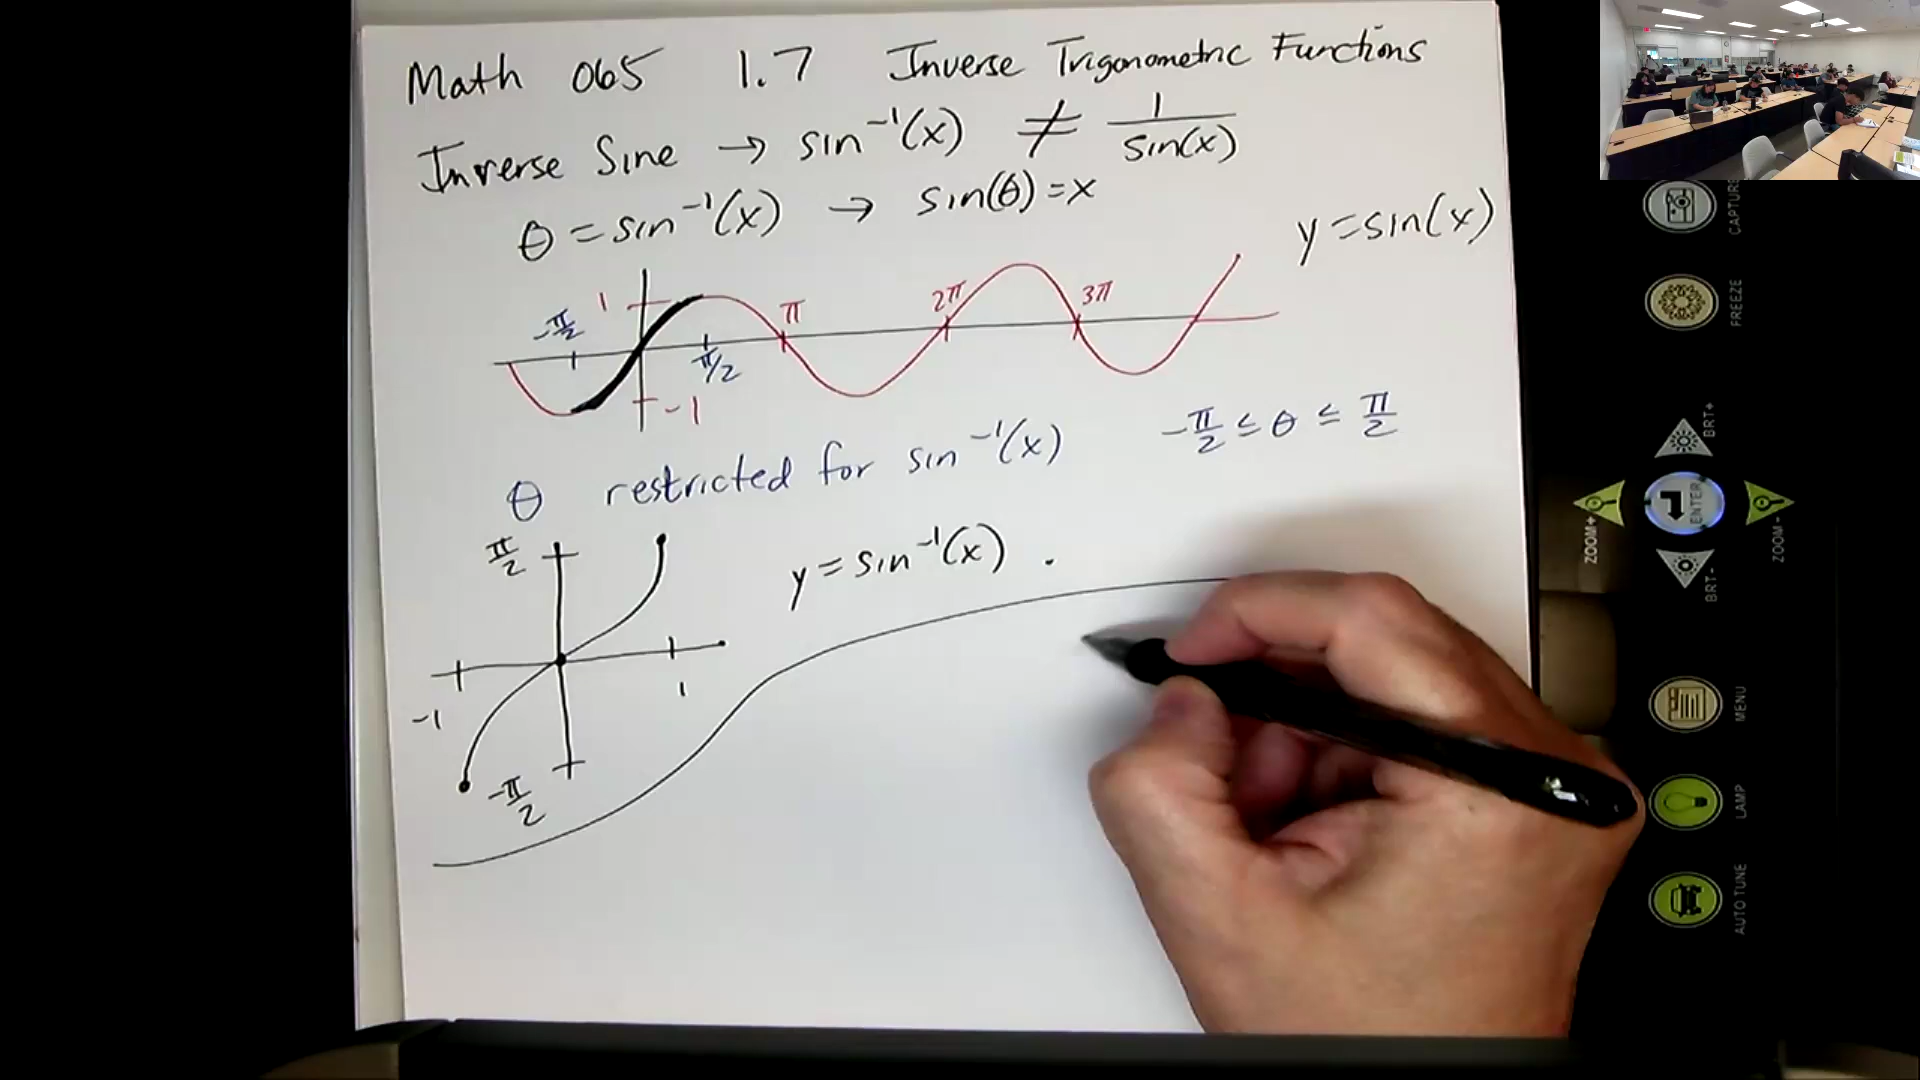 Math 065 1.7 Inverse Trigonometric Functions
Inverse Sine → sin⁻¹(x) ≠ 1/sin(x)
θ = sin⁻¹(x) → sin(θ) = x
y = sin(x)
1 -π/2 π/2 π 2π 3π
-1
θ restricted for sin⁻¹(x) -π/2 ≤ θ ≤ π/2
π/2 y = sin⁻¹(x)
-1 1
-π/2
CAPTURE
FREEZE
BRT+
ZOOM+ ENTER ZOOM-
BRT-
MENU
LAMP
AUTO TUNE